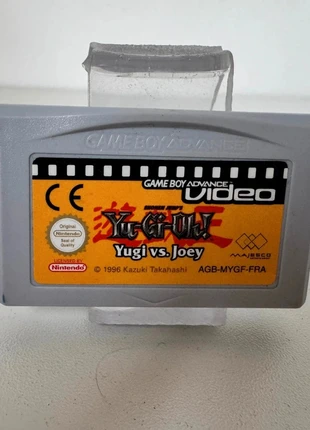 GAME BOY ADVANCE
GAME BOY ADVANCE
video
CE
Original
Nintendo
Seal of Quality
LICENSED BY
Nintendo
Yu-Gi-Oh!
Yugi vs. Joey
© 1996 Kazuki Takahashi
MAJESCO
AGB-MYGF-FRA